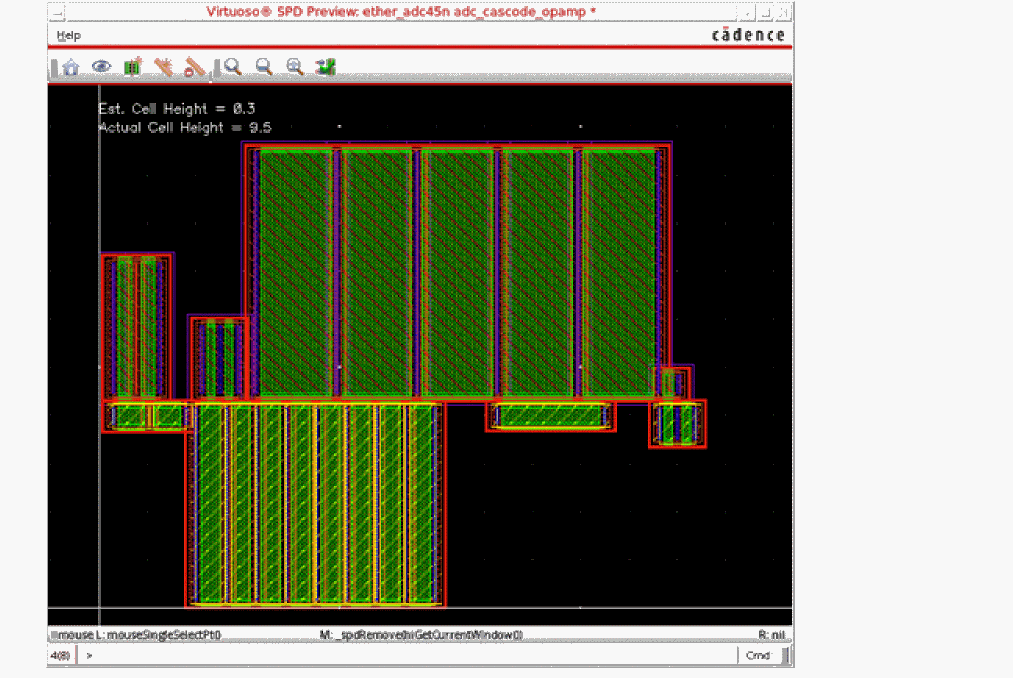 Virtuoso® SPD Preview: ether_adc45n adc_cascode_opamp *
Help
cādence
Est. Cell Height = 0.3
Actual Cell Height = 9.5
mouse L: mouseSingleSelectPt() M: _spdRemove(hiGetCurrentWindow()) R: nil
4(8) > Cmd